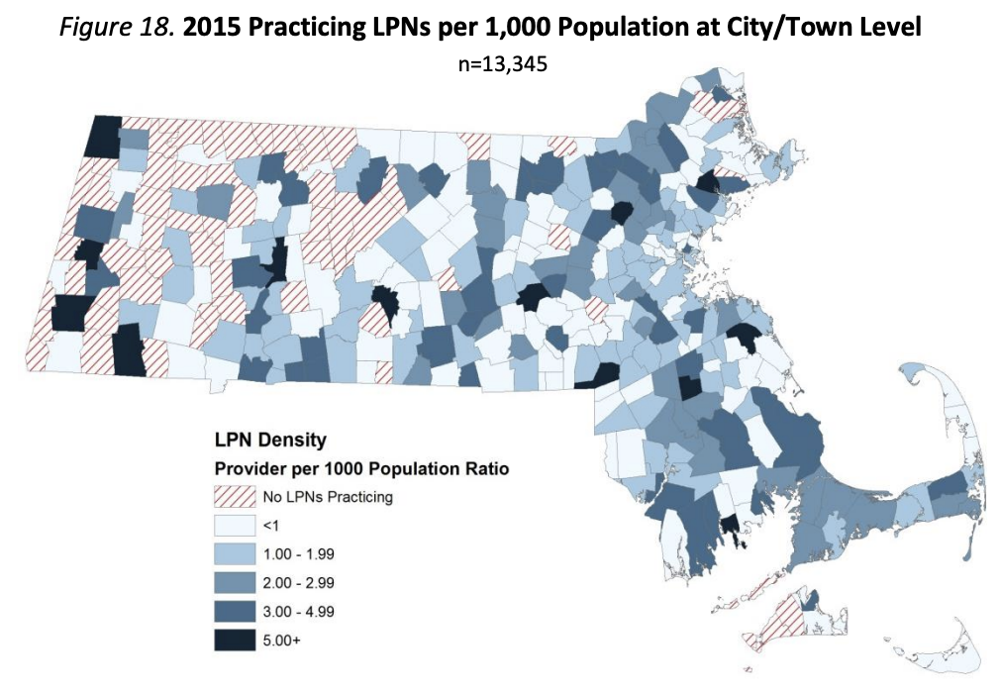 Figure 18. 2015 Practicing LPNs per 1,000 Population at City/Town Level
n=13,345
LPN Density
Provider per 1000 Population Ratio
No LPNs Practicing
<1
1.00 - 1.99
2.00 - 2.99
3.00 - 4.99
5.00+